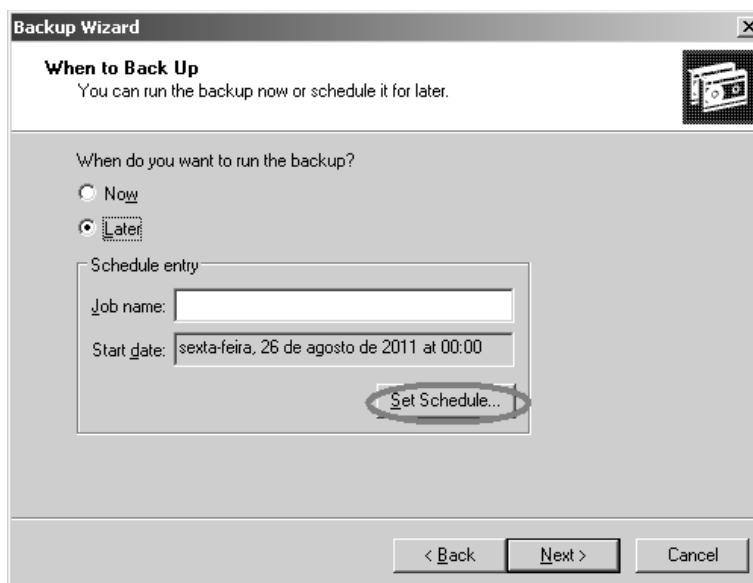 Backup Wizard
When to Back Up
You can run the backup now or schedule it for later.
When do you want to run the backup?
Now
Later
Schedule entry
Job name:
Start date: sexta-feira, 26 de agosto de 2011 at 00:00
Set Schedule...
< Back Next > Cancel